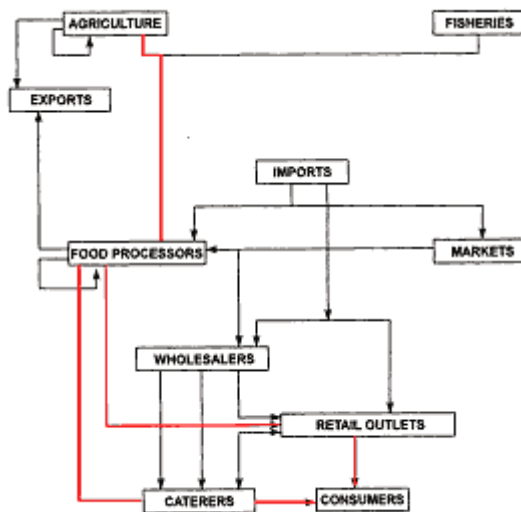 AGRICULTURE
FISHERIES
EXPORTS
IMPORTS
FOOD PROCESSORS
MARKETS
WHOLESALERS
RETAIL OUTLETS
CATERERS
CONSUMERS